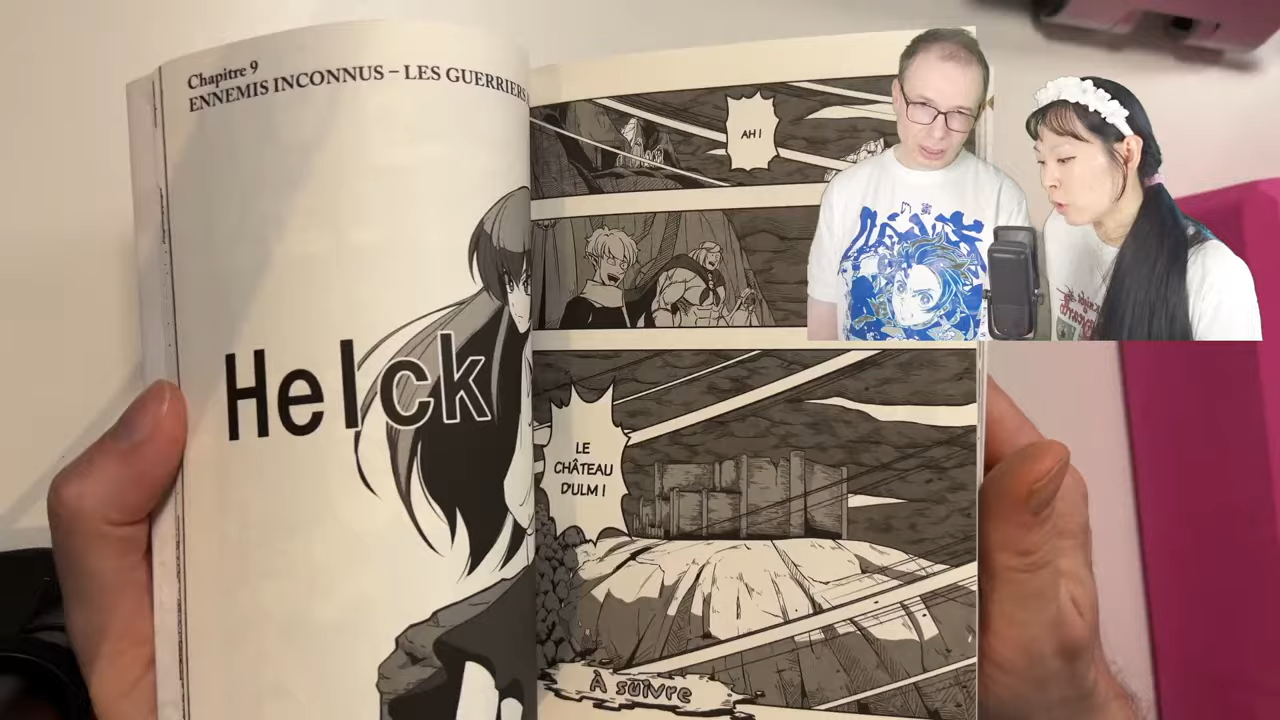 Chapitre 9
ENNEMIS INCONNUS – LES GUERRIERS
Helck
AH !
LE
CHÂTEAU
D'ULM !
À suivre